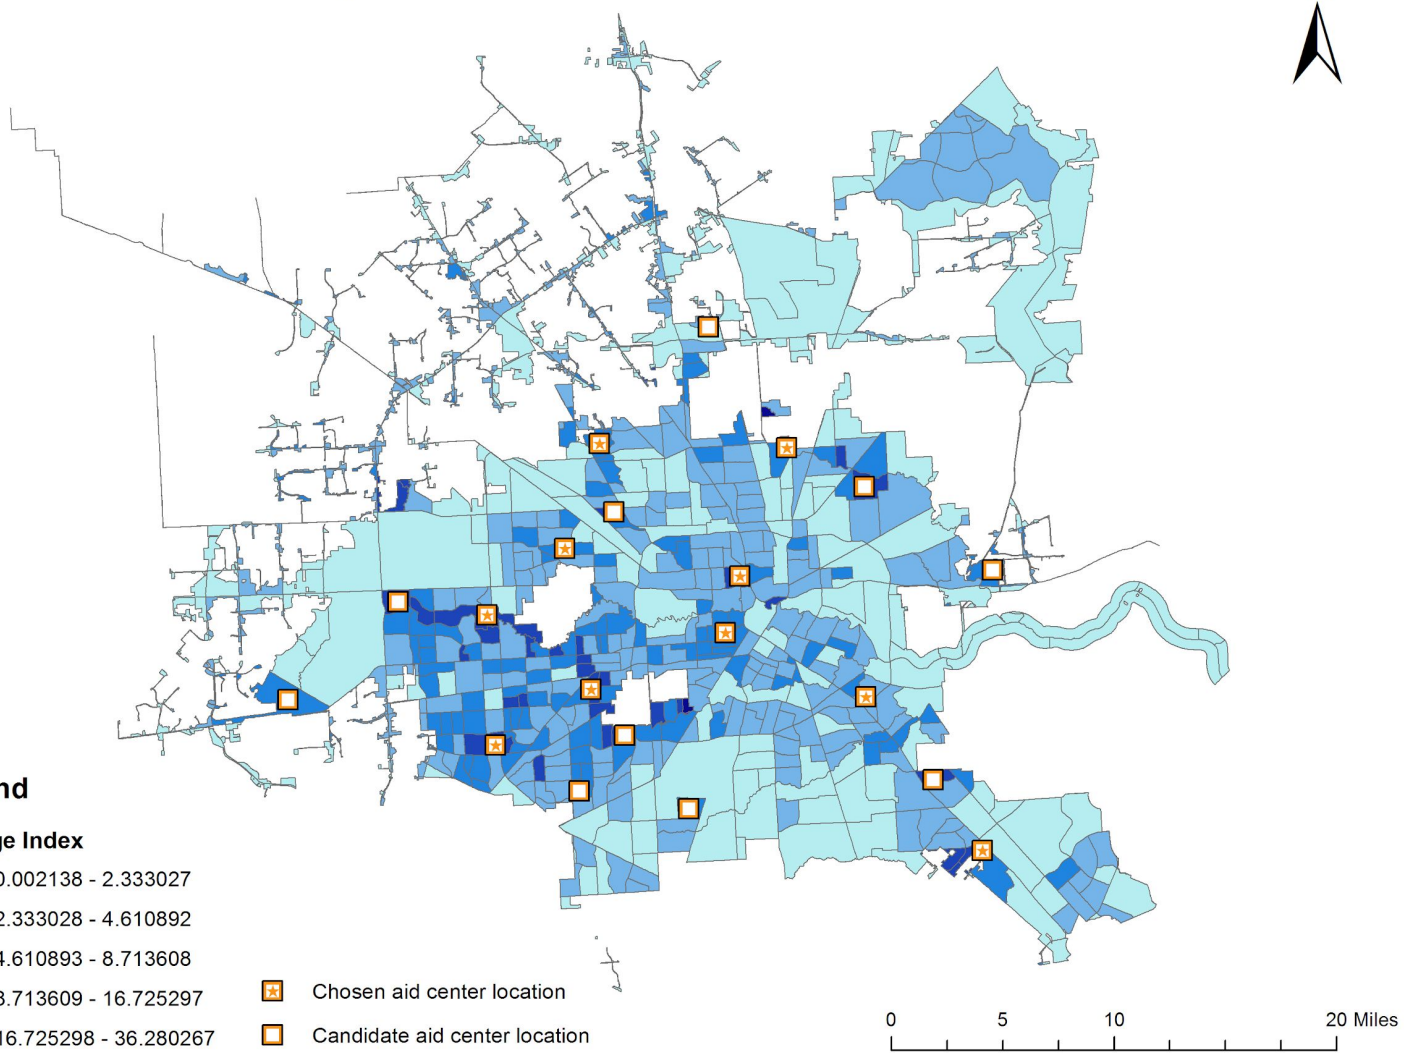 nd
ge Index
0.002138 - 2.333027
2.333028 - 4.610892
4.610893 - 8.713608
8.713609 - 16.725297
16.725298 - 36.280267
Chosen aid center location
Candidate aid center location
0 5 10 20 Miles